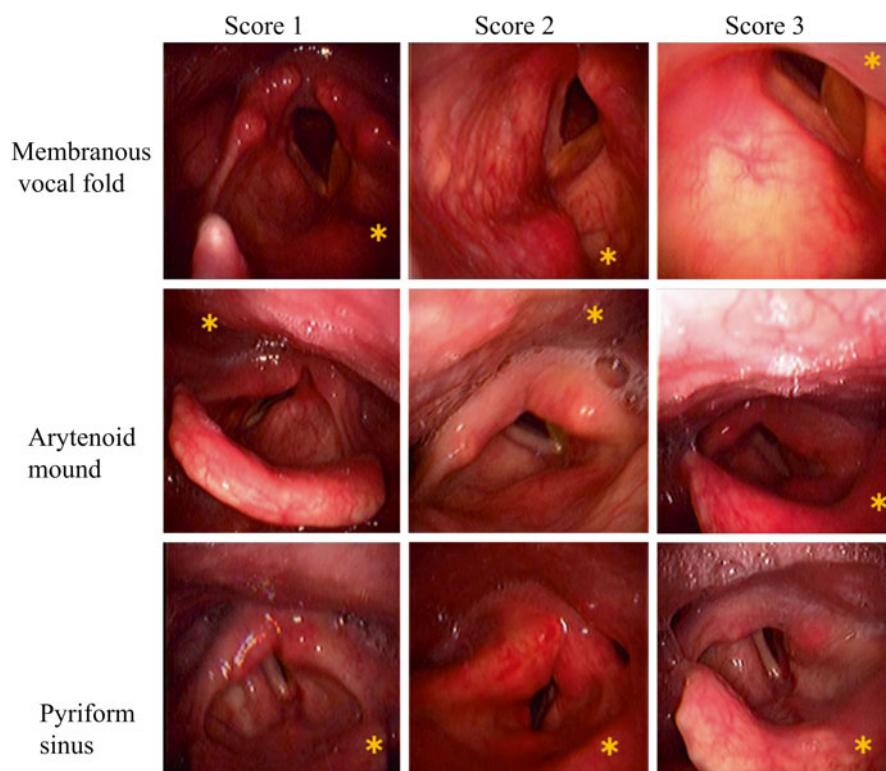 Score 1 Score 2 Score 3
Membranous
vocal fold
Arytenoid
mound
Pyriform
sinus